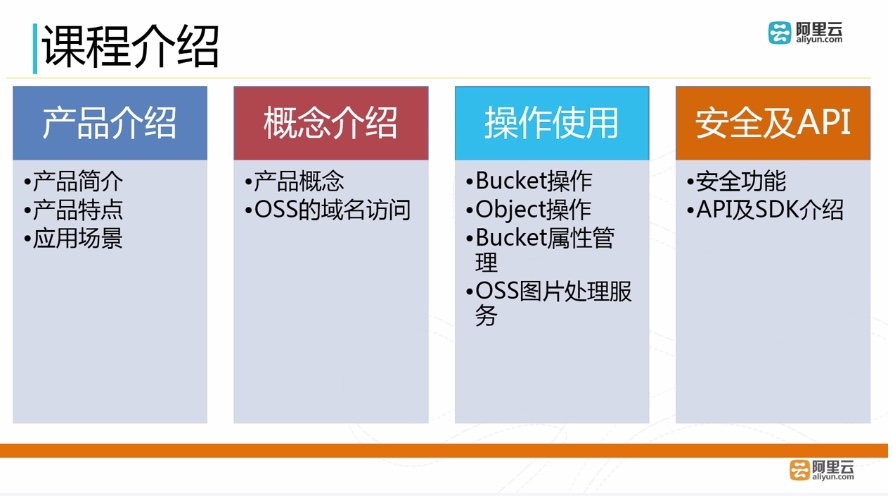 课程介绍
阿里云
aliyun.com
产品介绍
•产品简介
•产品特点
•应用场景
概念介绍
•产品概念
•OSS的域名访问
操作使用
•Bucket操作
•Object操作
•Bucket属性管
理
•OSS图片处理服
务
安全及API
•安全功能
•API及SDK介绍
阿里云
aliyun.com